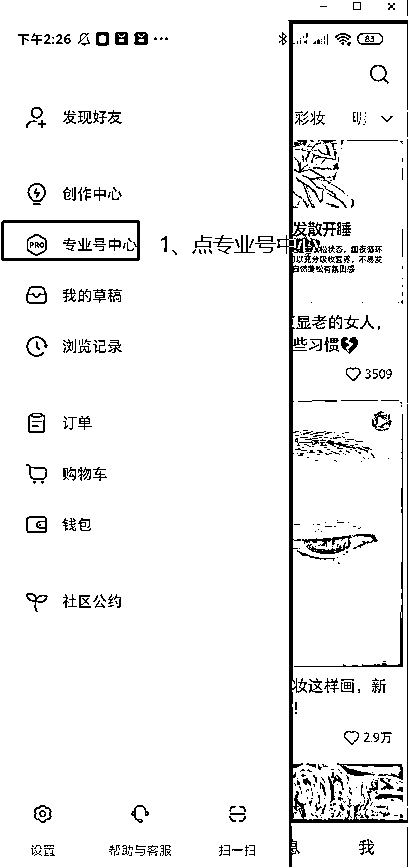 下午2:26
83
发现好友
彩妆
创作中心
PRO 专业号中心
1、点专业号中心
发散开睡
我的草稿
浏览记录
显老的女人，
些习惯💔
3509
订单
购物车
钱包
社区公约
妆这样画，新
!
2.9万
设置
帮助与客服
扫一扫
息
我